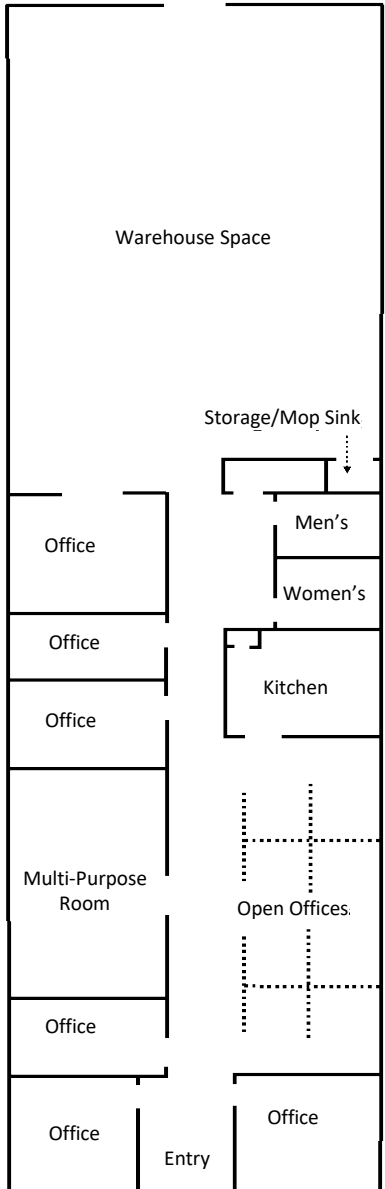 Warehouse Space
Storage/Mop Sink
Men's
Office
Women's
Office
Kitchen
Office
Multi-Purpose
Room
Open Offices
Office
Office
Office
Entry